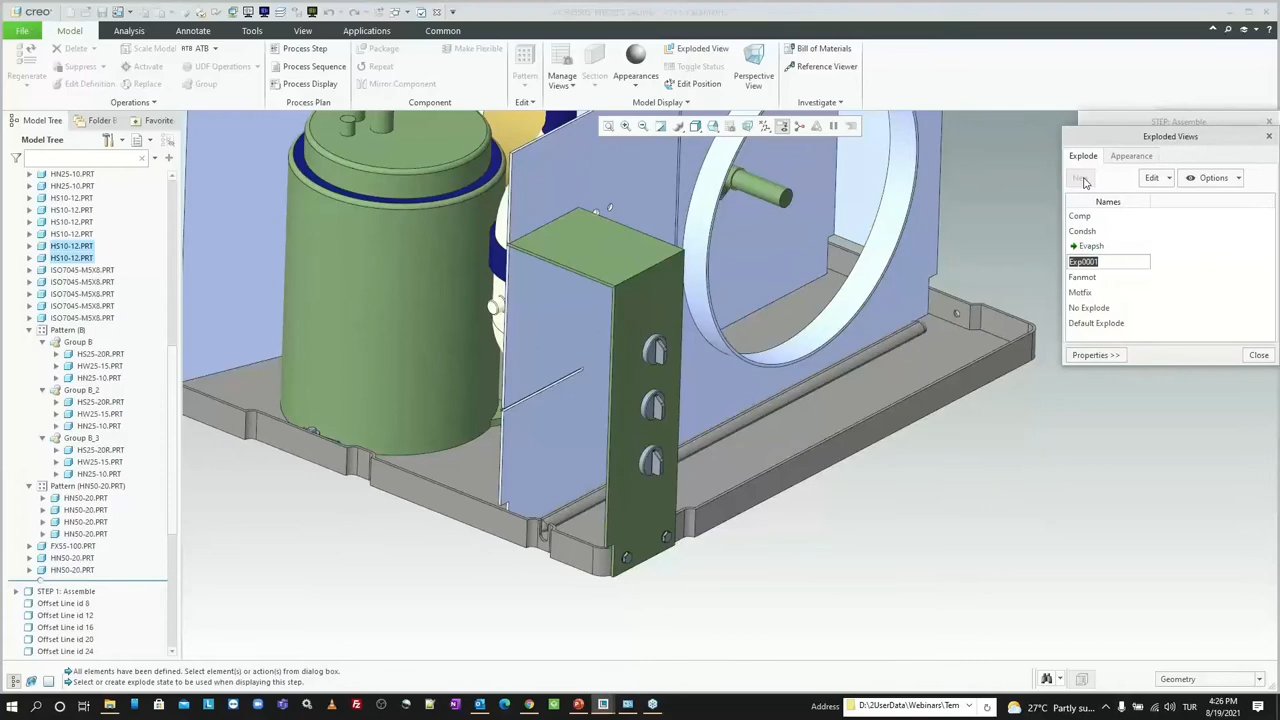 creo
File
Model
Analysis
Annotate
Tools
View
Applications
Common
Regenerate
Delete
Suppress
Edit Definition
Scale Model
Activate
Replace
RTB ATB
UDF Operations
Group
Operations
Process Step
Process Sequence
Process Display
Process Plan
Package
Repeat
Mirror Component
Make Flexible
Component
Pattern
Edit
Manage Views
Section
Appearances
Exploded View
Toggle Status
Edit Position
Perspective View
Model Display
Bill of Materials
Reference Viewer
Investigate
Model Tree
Folder B
Favorite
Model Tree
HN25-10.PRT
HS10-12.PRT
HS10-12.PRT
HS10-12.PRT
HS10-12.PRT
HS10-12.PRT
HS10-12.PRT
HS10-12.PRT
ISO7045-M5X8.PRT
ISO7045-M5X8.PRT
ISO7045-M5X8.PRT
ISO7045-M5X8.PRT
ISO7045-M5X8.PRT
Pattern (B)
Group B
HS25-20R.PRT
HW25-15.PRT
HN25-10.PRT
Group B_2
HS25-20R.PRT
HW25-15.PRT
HN25-10.PRT
Group B_3
HS25-20R.PRT
HW25-15.PRT
HN25-10.PRT
Pattern (HN50-20.PRT)
HN50-20.PRT
HN50-20.PRT
HN50-20.PRT
HN50-20.PRT
FX55-100.PRT
HN50-20.PRT
HN50-20.PRT
STEP 1: Assemble
Offset Line id 8
Offset Line id 12
Offset Line id 16
Offset Line id 20
Offset Line id 24
STEP: Assemble
Exploded Views
Explode
Appearance
Edit
Options
Names
Comp
Condsh
Evapsh
Exp0001
Fanmot
Motfix
No Explode
Default Explode
Properties >>
Close
All elements have been defined. Select element(s) or action(s) from dialog box.
Select or create explode state to be used when displaying this step.
Geometry
Address
D:\2UserData\Webinars\Tem
27°C Partly su...
TUR
4:26 PM
8/19/2021